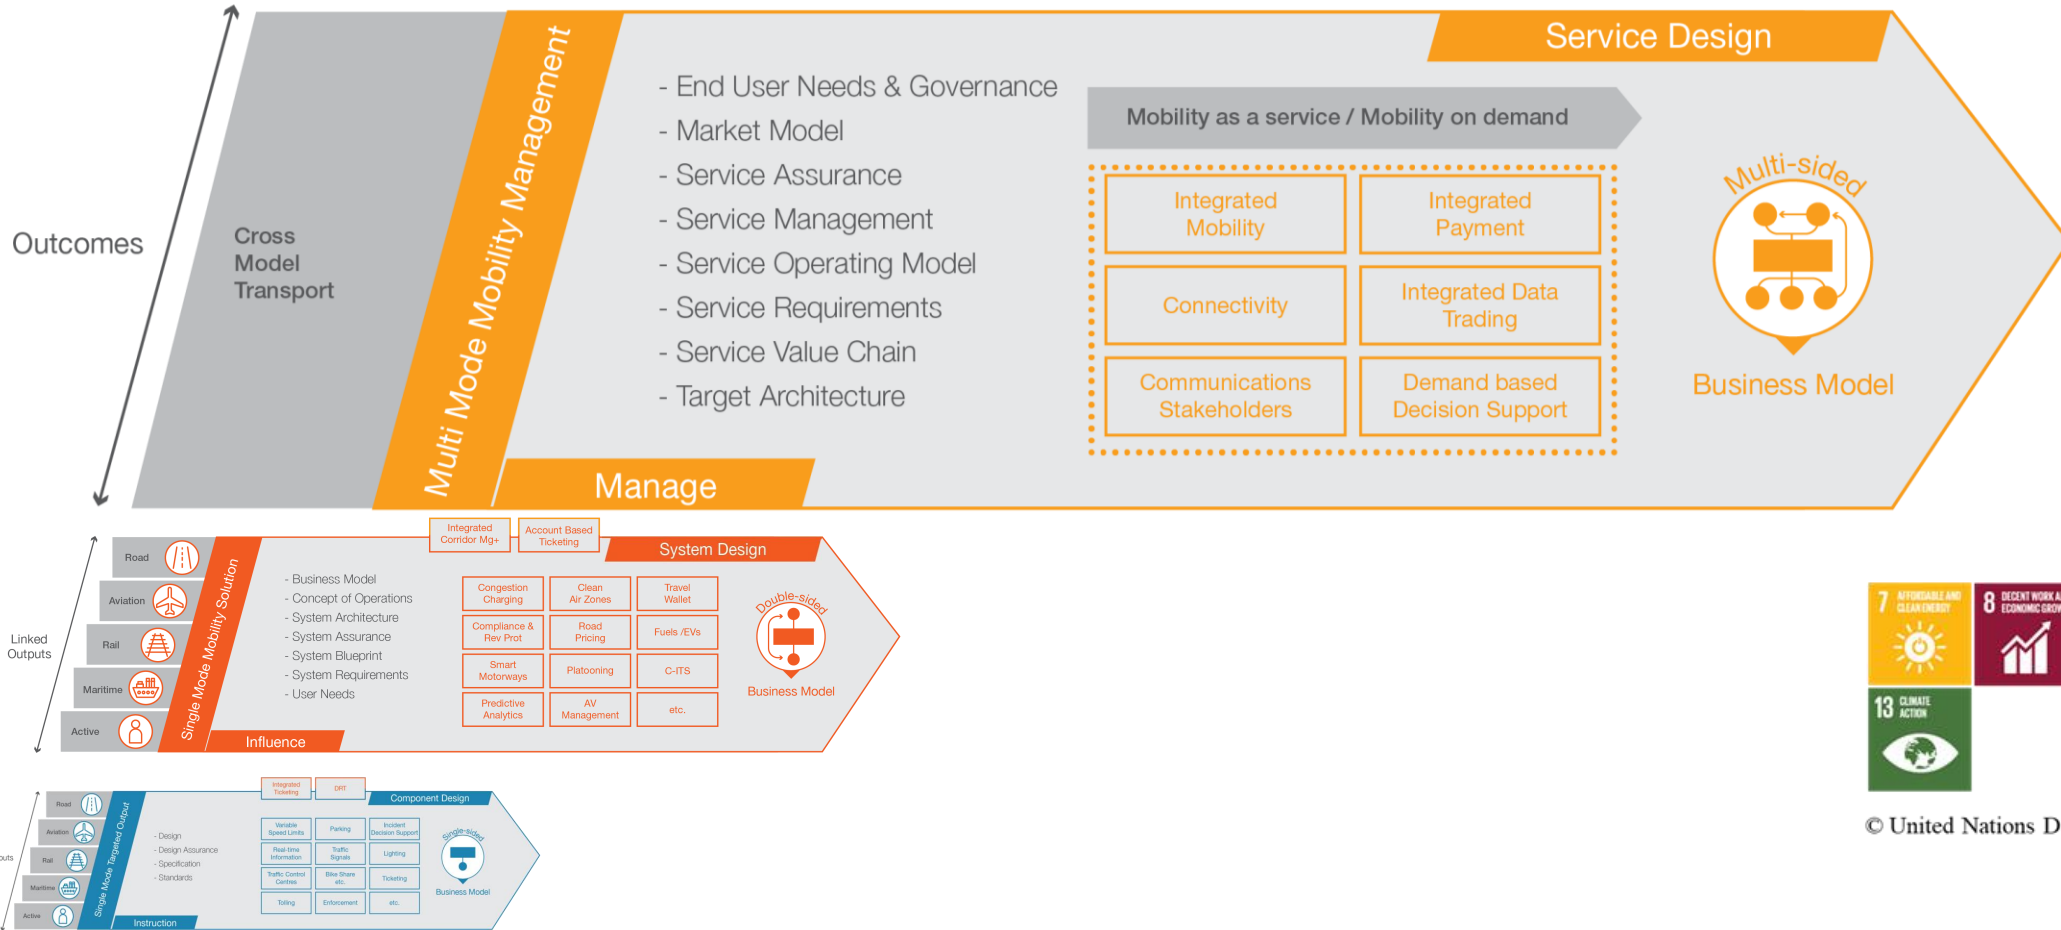 Outcomes
Cross
Model
Transport
Multi Mode Mobility Management
Manage
- End User Needs & Governance
- Market Model
- Service Assurance
- Service Management
- Service Operating Model
- Service Requirements
- Service Value Chain
- Target Architecture
Service Design
Mobility as a service / Mobility on demand
Integrated
Mobility
Integrated
Payment
Connectivity
Integrated Data
Trading
Communications
Stakeholders
Demand based
Decision Support
Multi-sided
Business Model
Linked
Outputs
Road
Aviation
Rail
Maritime
Active
Single Mode Mobility Solution
Influence
- Business Model
- Concept of Operations
- System Architecture
- System Assurance
- System Blueprint
- System Requirements
- User Needs
Integrated
Corridor Mg+
Account Based
Ticketing
System Design
Congestion
Charging
Clean
Air Zones
Travel
Wallet
Compliance &
Rev Prot
Road
Pricing
Fuels /EVs
Smart
Motorways
Platooning
C-ITS
Predictive
Analytics
AV
Management
etc.
Double-sided
Business Model
puts
Road
Aviation
Rail
Maritime
Active
Single Mode Targeted Output
Instruction
- Design
- Design Assurance
- Specification
- Standards
Integrated
Ticketing
DRT
Component Design
Variable
Speed Limits
Parking
Incident
Decision Support
Real-time
Information
Traffic
Signals
Lighting
Traffic Control
Centres
Bike Share
etc.
Ticketing
Tolling
Enforcement
etc.
Single-sided
Business Model
7 AFFORDABLE AND
CLEAN ENERGY
8 DECENT WORK A
ECONOMIC GROW
13 CLIMATE
ACTION
© United Nations D